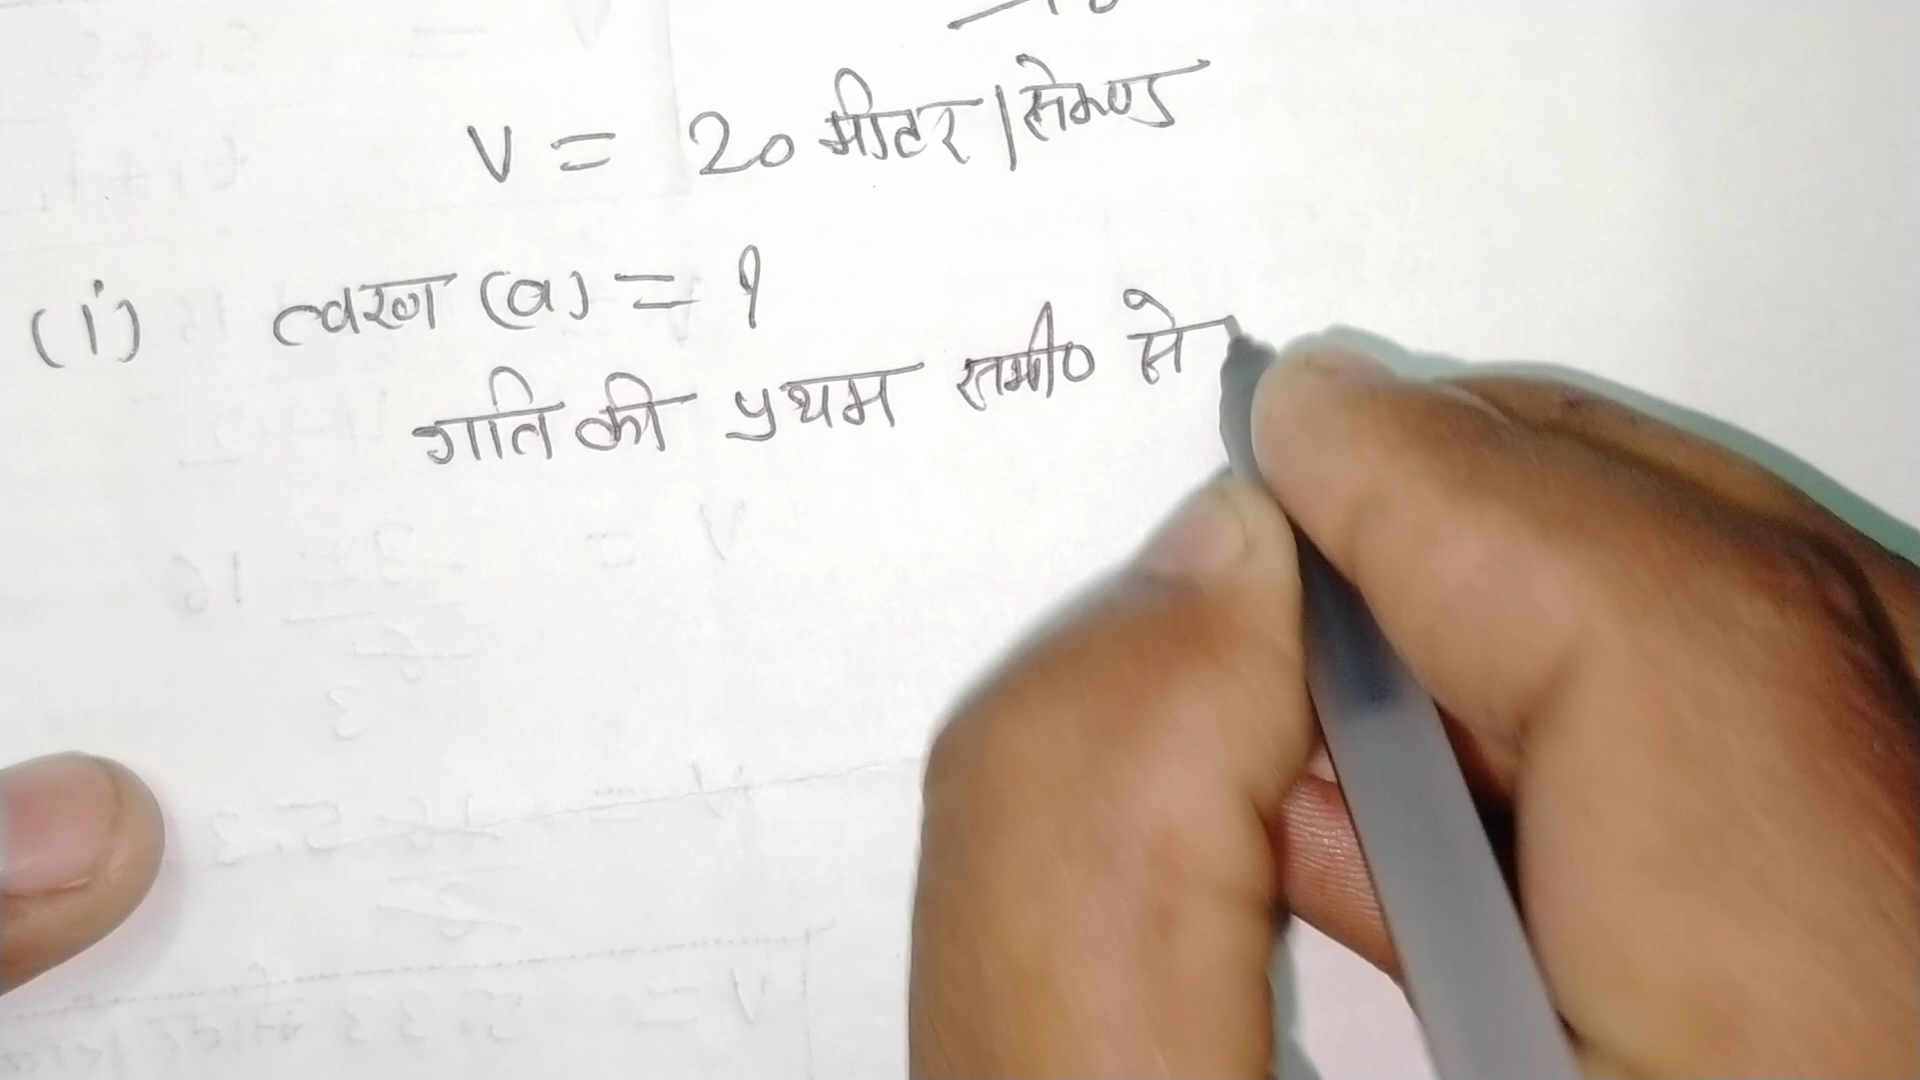 v = 20 मीटर/सेकण्ड
(i) त्वरण (a) = ?
गति की प्रथम समी० से